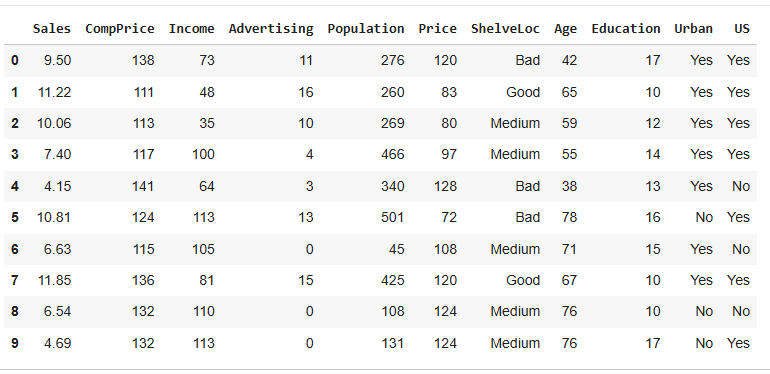 Sales CompPrice Income Advertising Population Price ShelveLoc Age Education Urban US
0 9.50 138 73 11 276 120 Bad 42 17 Yes Yes
1 11.22 111 48 16 260 83 Good 65 10 Yes Yes
2 10.06 113 35 10 269 80 Medium 59 12 Yes Yes
3 7.40 117 100 4 466 97 Medium 55 14 Yes Yes
4 4.15 141 64 3 340 128 Bad 38 13 Yes No
5 10.81 124 113 13 501 72 Bad 78 16 No Yes
6 6.63 115 105 0 45 108 Medium 71 15 Yes No
7 11.85 136 81 15 425 120 Good 67 10 Yes Yes
8 6.54 132 110 0 108 124 Medium 76 10 No No
9 4.69 132 113 0 131 124 Medium 76 17 No Yes